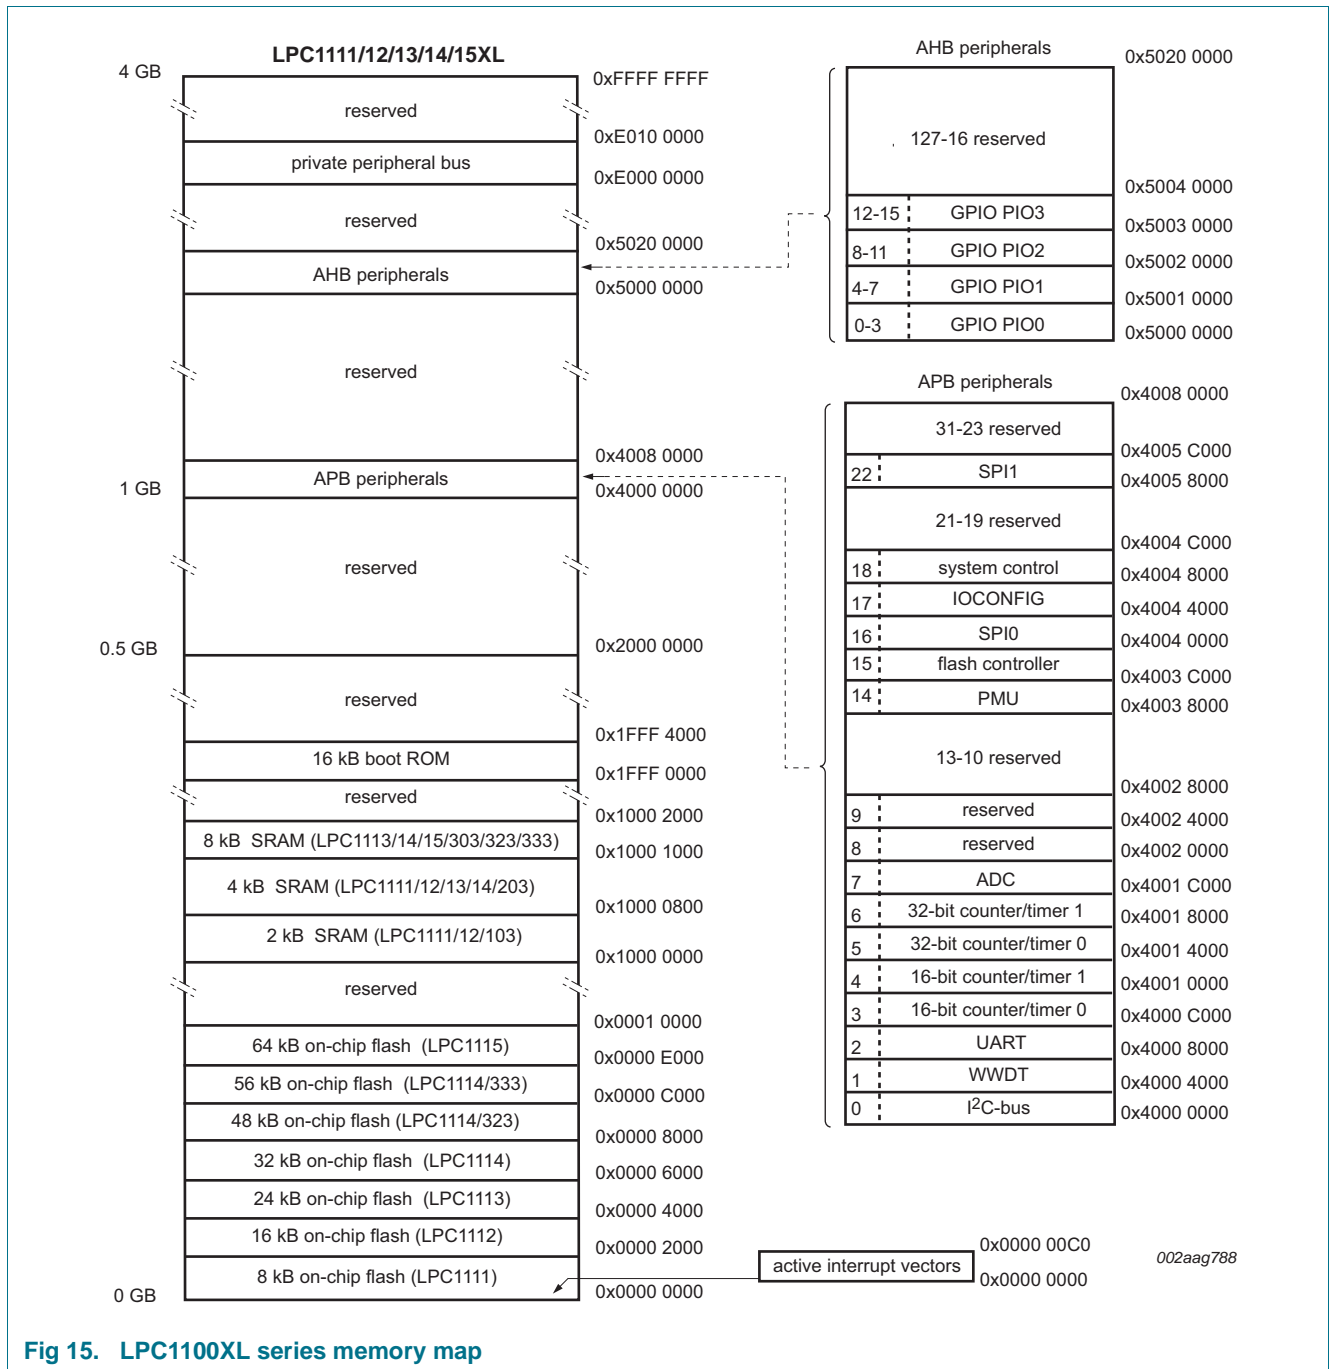 LPC1111/12/13/14/15XL
4 GB
0xFFFF FFFF
reserved
0xE010 0000
private peripheral bus
0xE000 0000
reserved
0x5020 0000
AHB peripherals
0x5000 0000
reserved
0x4008 0000
APB peripherals
1 GB
0x4000 0000
reserved
0.5 GB
0x2000 0000
reserved
0x1FFF 4000
16 kB boot ROM
0x1FFF 0000
reserved
0x1000 2000
8 kB SRAM (LPC1113/14/15/303/323/333)
0x1000 1000
4 kB SRAM (LPC1111/12/13/14/203)
0x1000 0800
2 kB SRAM (LPC1111/12/103)
0x1000 0000
reserved
0x0001 0000
64 kB on-chip flash (LPC1115)
0x0000 E000
56 kB on-chip flash (LPC1114/333)
0x0000 C000
48 kB on-chip flash (LPC1114/323)
0x0000 8000
32 kB on-chip flash (LPC1114)
0x0000 6000
24 kB on-chip flash (LPC1113)
0x0000 4000
16 kB on-chip flash (LPC1112)
0x0000 2000
8 kB on-chip flash (LPC1111)
0x0000 0000
0 GB
AHB peripherals
0x5020 0000
127-16 reserved
0x5004 0000
12-15 GPIO PIO3
0x5003 0000
8-11 GPIO PIO2
0x5002 0000
4-7 GPIO PIO1
0x5001 0000
0-3 GPIO PIO0
0x5000 0000
APB peripherals
0x4008 0000
31-23 reserved
0x4005 C000
22 SPI1
0x4005 8000
21-19 reserved
0x4004 C000
18 system control
0x4004 8000
17 IOCONFIG
0x4004 4000
16 SPI0
0x4004 0000
15 flash controller
0x4003 C000
14 PMU
0x4003 8000
13-10 reserved
0x4002 8000
9 reserved
0x4002 4000
8 reserved
0x4002 0000
7 ADC
0x4001 C000
6 32-bit counter/timer 1
0x4001 8000
5 32-bit counter/timer 0
0x4001 4000
4 16-bit counter/timer 1
0x4001 0000
3 16-bit counter/timer 0
0x4000 C000
2 UART
0x4000 8000
1 WWDT
0x4000 4000
0 I2C-bus
0x4000 0000
0x0000 00C0
active interrupt vectors
0x0000 0000
002aag788
Fig 15. LPC1100XL series memory map